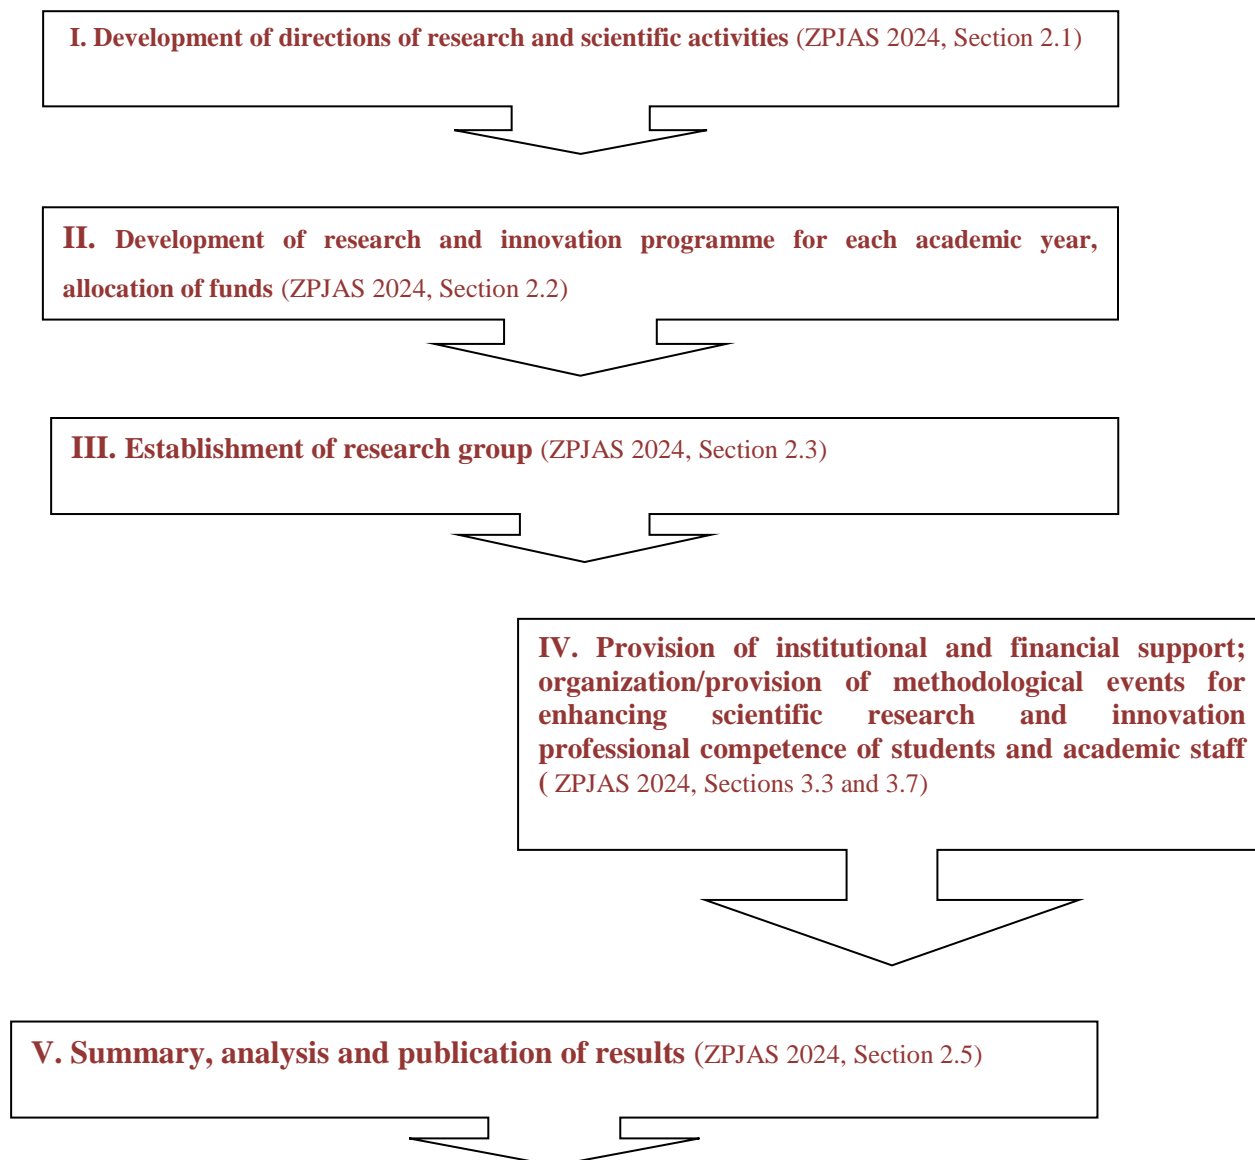 I. Development of directions of research and scientific activities (ZPJAS 2024, Section 2.1)
II. Development of research and innovation programme for each academic year,
allocation of funds (ZPJAS 2024, Section 2.2)
III. Establishment of research group (ZPJAS 2024, Section 2.3)
IV. Provision of institutional and financial support;
organization/provision of methodological events for
enhancing scientific research and innovation
professional competence of students and academic staff
( ZPJAS 2024, Sections 3.3 and 3.7)
V. Summary, analysis and publication of results (ZPJAS 2024, Section 2.5)